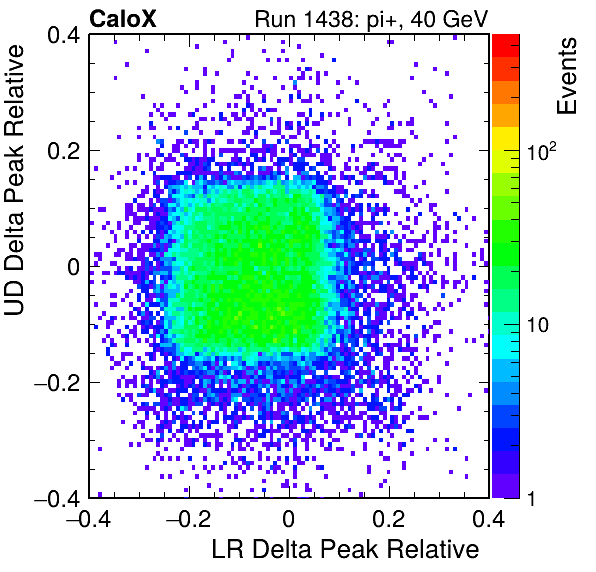 CaloX Run 1438: pi+, 40 GeV
Events
UD Delta Peak Relative
0.4
0.2
0
−0.2
−0.4
10²
10
1
−0.4 −0.2 0 0.2 0.4
LR Delta Peak Relative